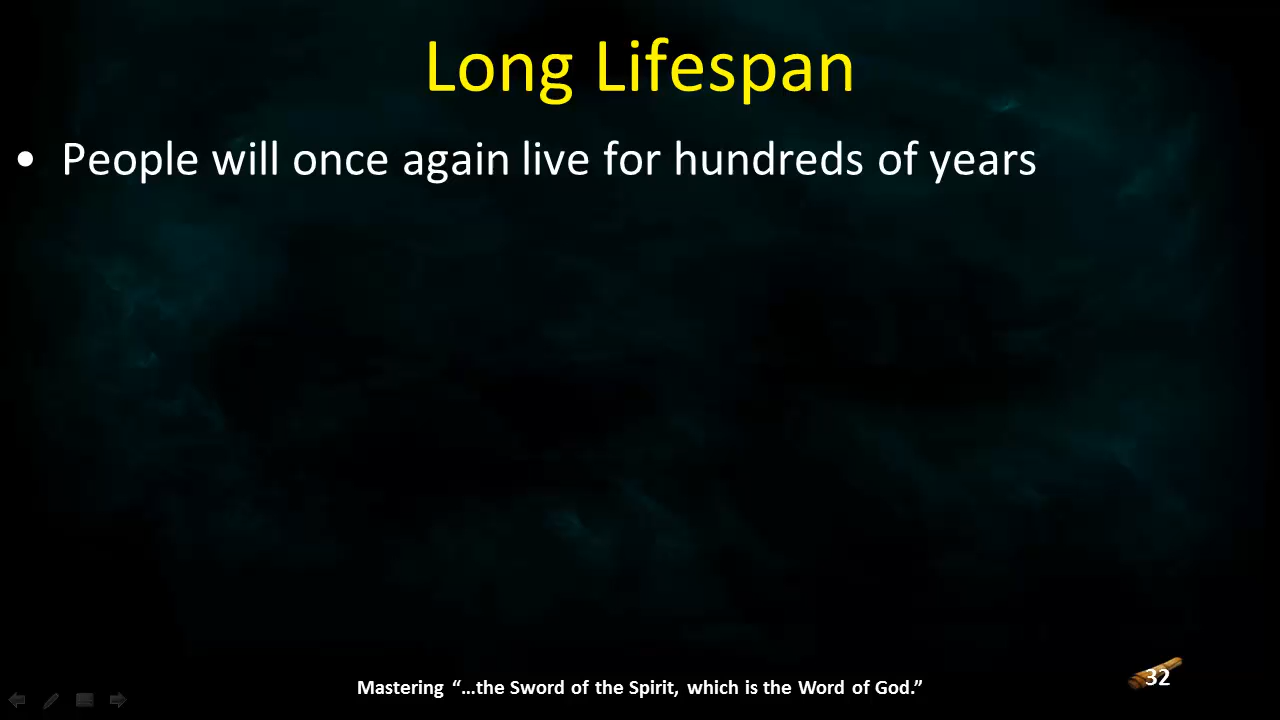 Long Lifespan
• People will once again live for hundreds of years
Mastering “...the Sword of the Spirit, which is the Word of God.”
32